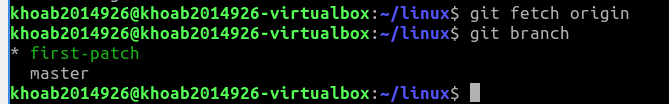 khoab2014926@khoab2014926-virtualbox:~/linux$ git fetch origin
khoab2014926@khoab2014926-virtualbox:~/linux$ git branch
* first-patch
  master
khoab2014926@khoab2014926-virtualbox:~/linux$